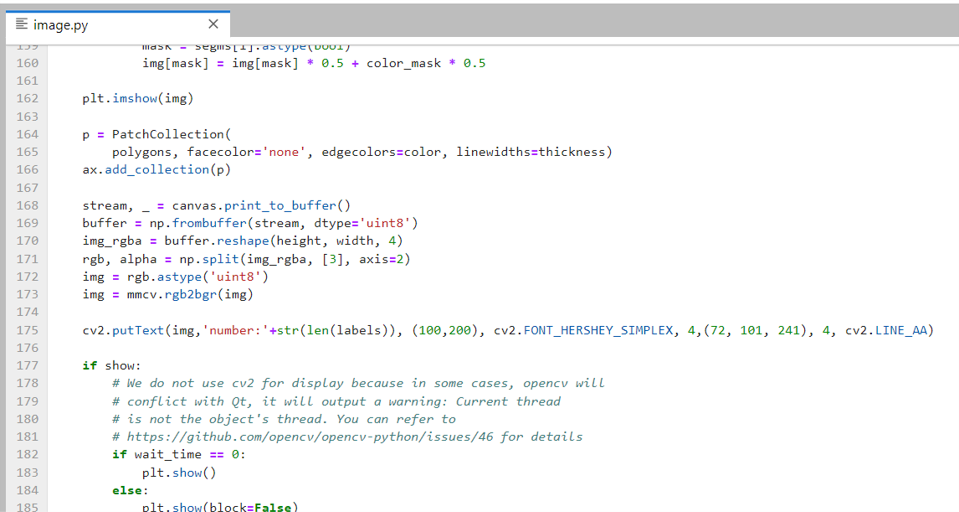 image.py
159 mask = segms[i].astype(bool)
160 img[mask] = img[mask] * 0.5 + color_mask * 0.5
161
162 plt.imshow(img)
163
164 p = PatchCollection(
165 polygons, facecolor='none', edgecolors=color, linewidths=thickness)
166 ax.add_collection(p)
167
168 stream, _ = canvas.print_to_buffer()
169 buffer = np.frombuffer(stream, dtype='uint8')
170 img_rgba = buffer.reshape(height, width, 4)
171 rgb, alpha = np.split(img_rgba, [3], axis=2)
172 img = rgb.astype('uint8')
173 img = mmcv.rgb2bgr(img)
174
175 cv2.putText(img,'number:'+str(len(labels)), (100,200), cv2.FONT_HERSHEY_SIMPLEX, 4,(72, 101, 241), 4, cv2.LINE_AA)
176
177 if show:
178 # We do not use cv2 for display because in some cases, opencv will
179 # conflict with Qt, it will output a warning: Current thread
180 # is not the object's thread. You can refer to
181 # https://github.com/opencv/opencv-python/issues/46 for details
182 if wait_time == 0:
183 plt.show()
184 else:
185 plt.show(block=False)